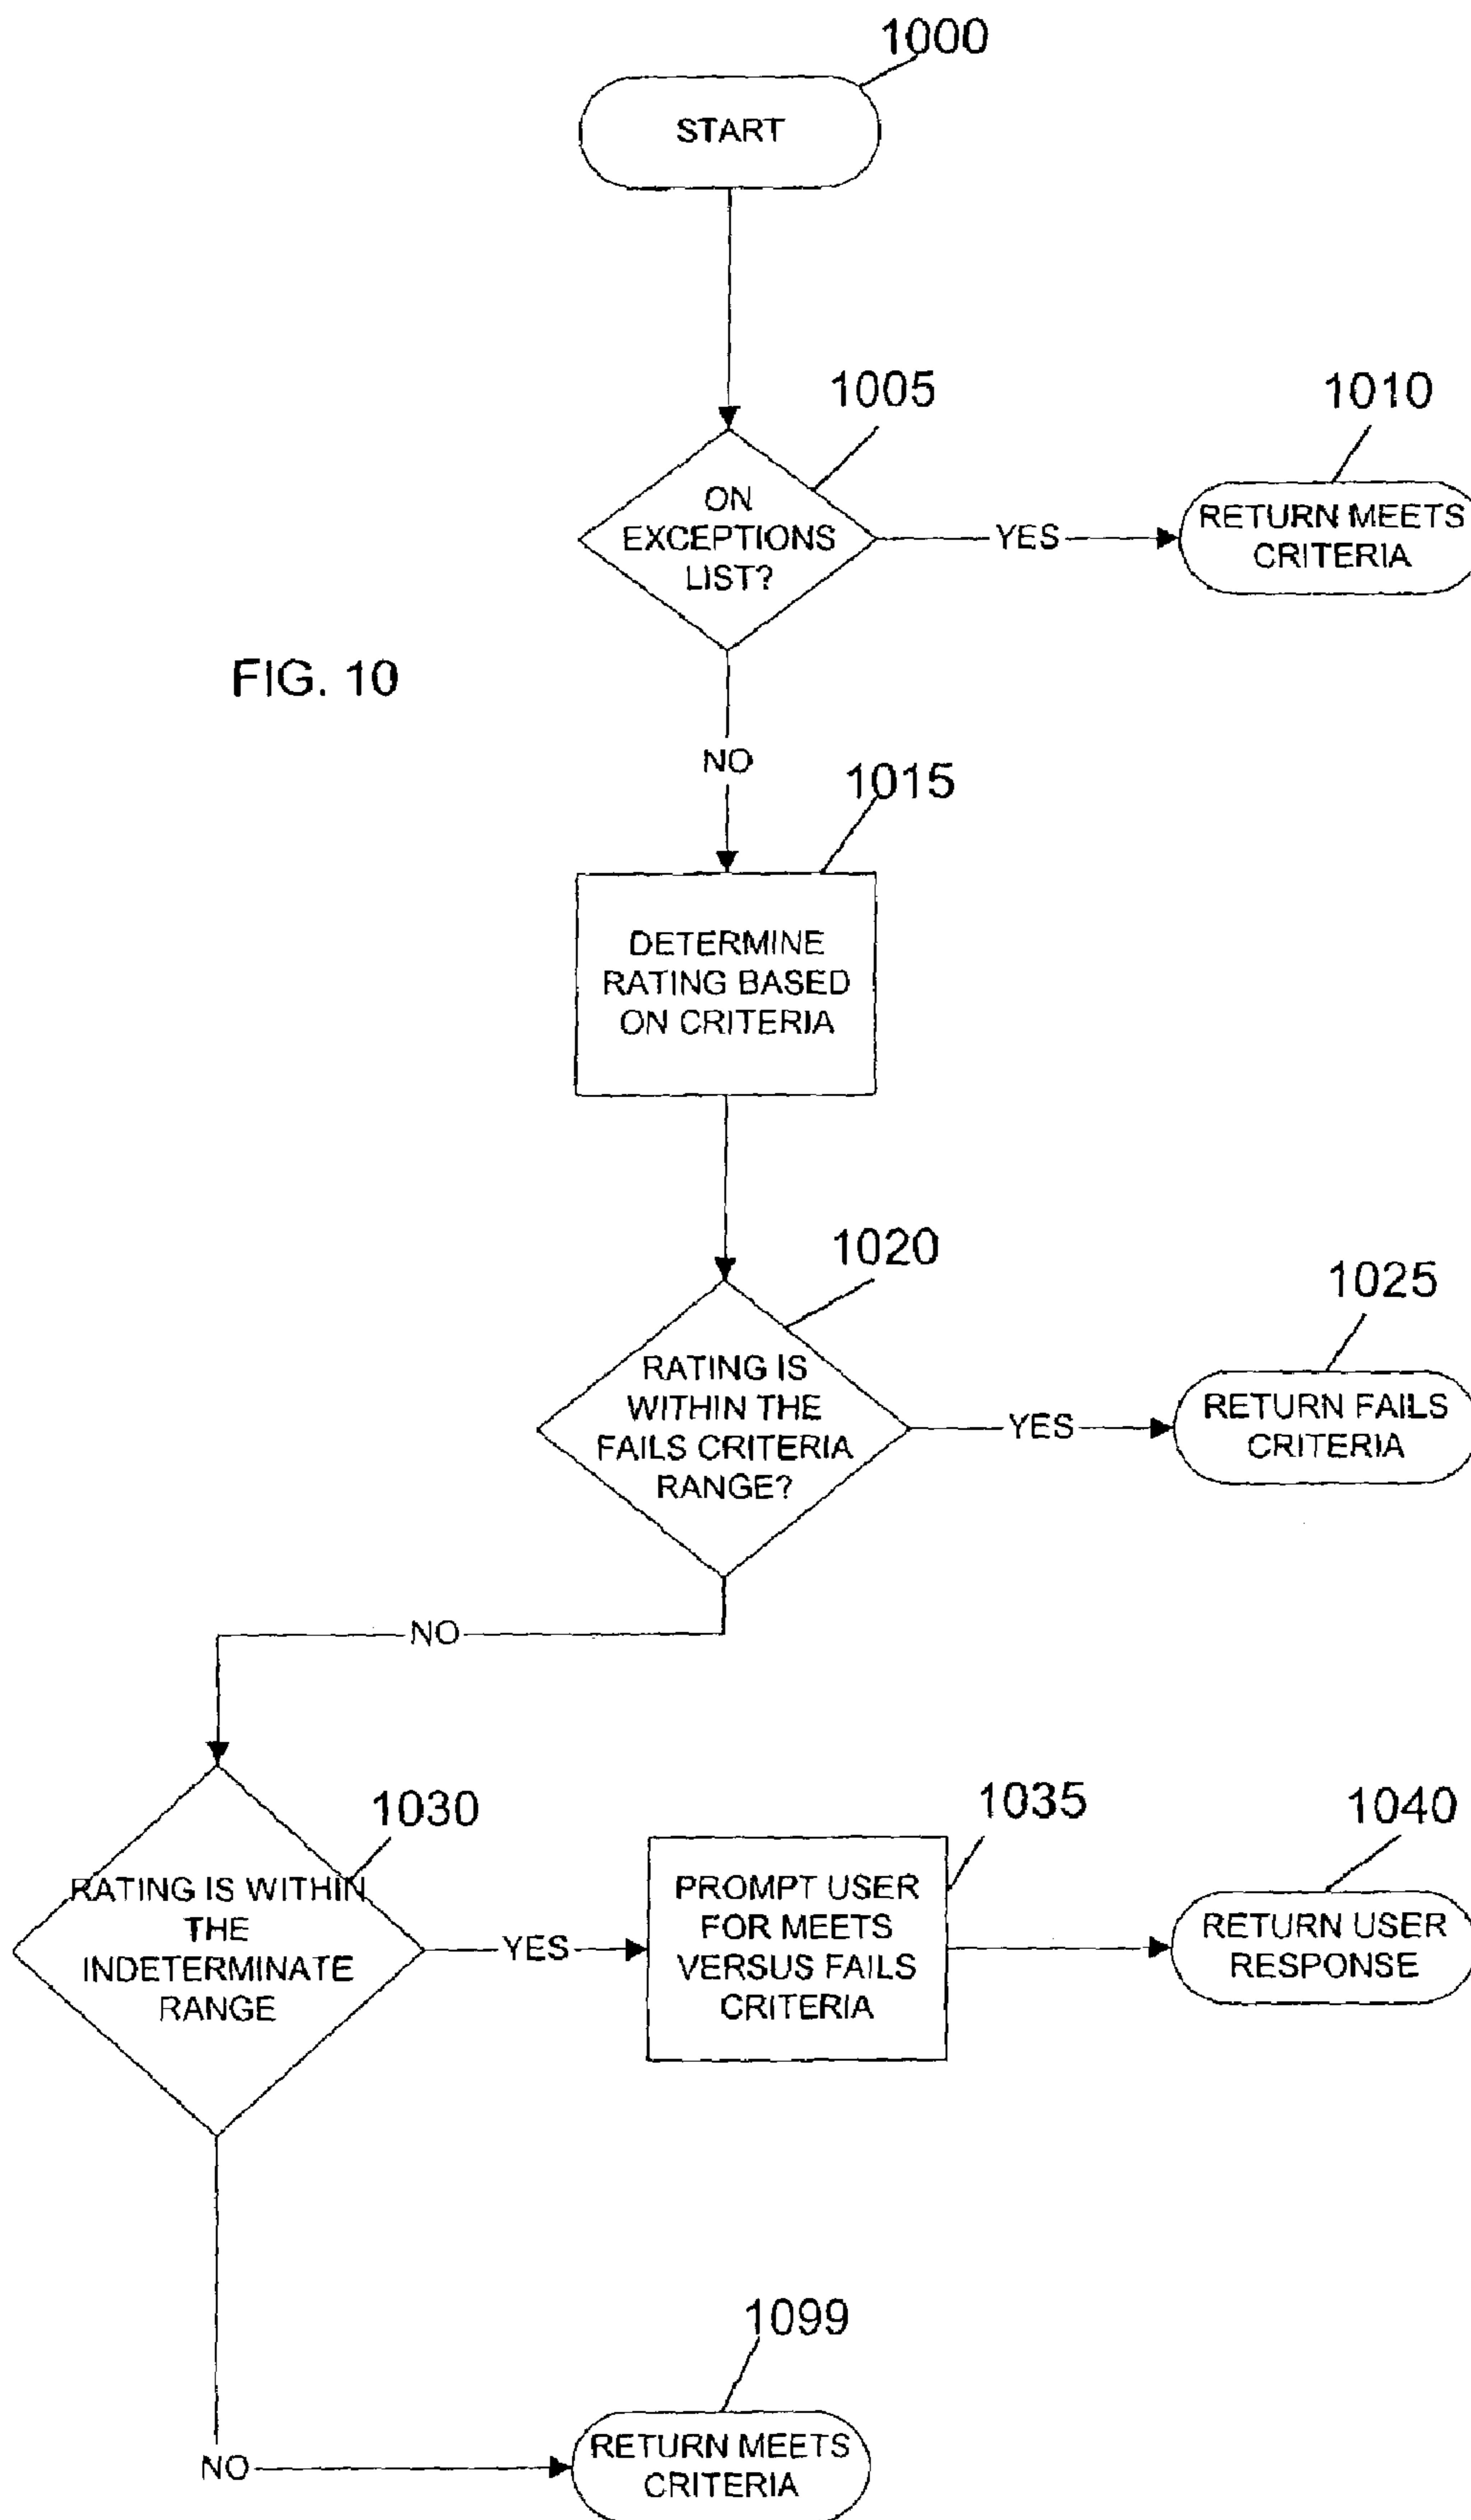 1000
START
1005
1010
ON
EXCEPTIONS
LIST?
YES
RETURN MEETS
CRITERIA
FIG. 10
NO
1015
DETERMINE
RATING BASED
ON CRITERIA
1020
1025
RATING IS
WITHIN THE
FAILS CRITERIA
RANGE?
YES
RETURN FAILS
CRITERIA
NO
1030
1035
1040
RATING IS WITHIN
THE
INDETERMINATE
RANGE
YES
PROMPT USER
FOR MEETS
VERSUS FAILS
CRITERIA
RETURN USER
RESPONSE
1099
NO
RETURN MEETS
CRITERIA